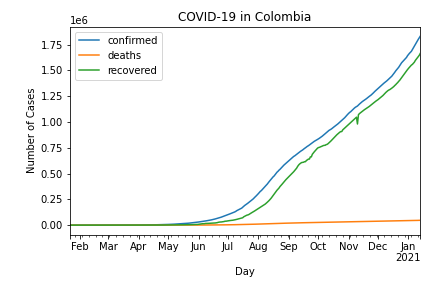 COVID-19 in Colombia
1e6
confirmed
deaths
recovered
1.75
1.50
1.25
1.00
0.75
0.50
0.25
0.00
Number of Cases
Feb Mar Apr May Jun Jul Aug Sep Oct Nov Dec Jan
2021
Day